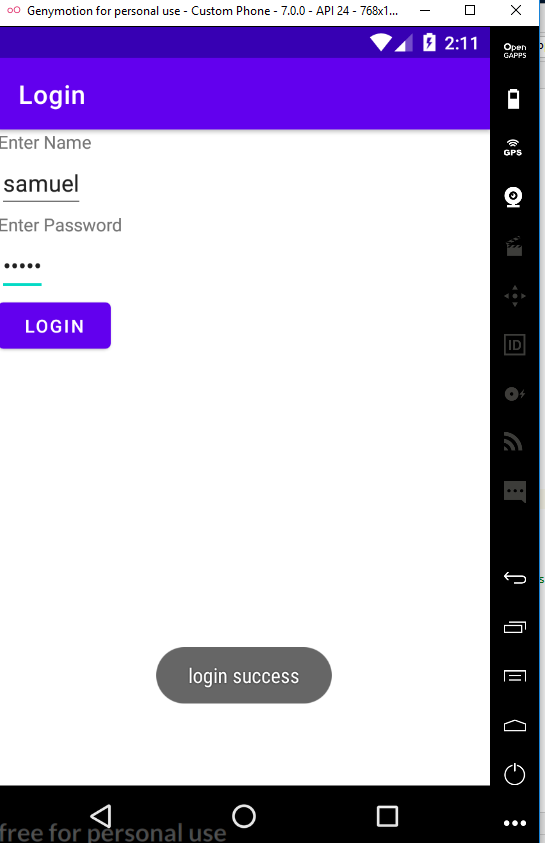 Genymotion for personal use - Custom Phone - 7.0.0 - API 24 - 768x1...
2:11
Open
GAPPS
Login
Enter Name
GPS
samuel
Enter Password
•••••
LOGIN
ID
login success
free for personal use